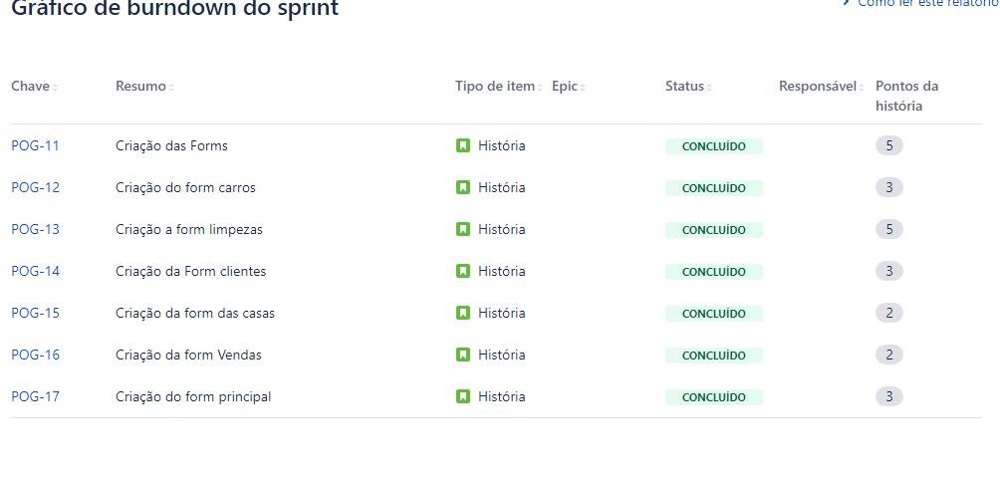 Gráfico de burndown do sprint
Como ler este relatório
Chave Resumo Tipo de item Epic Status Responsável Pontos da história
POG-11 Criação das Forms História CONCLUÍDO 5
POG-12 Criação do form carros História CONCLUÍDO 3
POG-13 Criação a form limpezas História CONCLUÍDO 5
POG-14 Criação da Form clientes História CONCLUÍDO 3
POG-15 Criação da form das casas História CONCLUÍDO 2
POG-16 Criação da form Vendas História CONCLUÍDO 2
POG-17 Criação do form principal História CONCLUÍDO 3